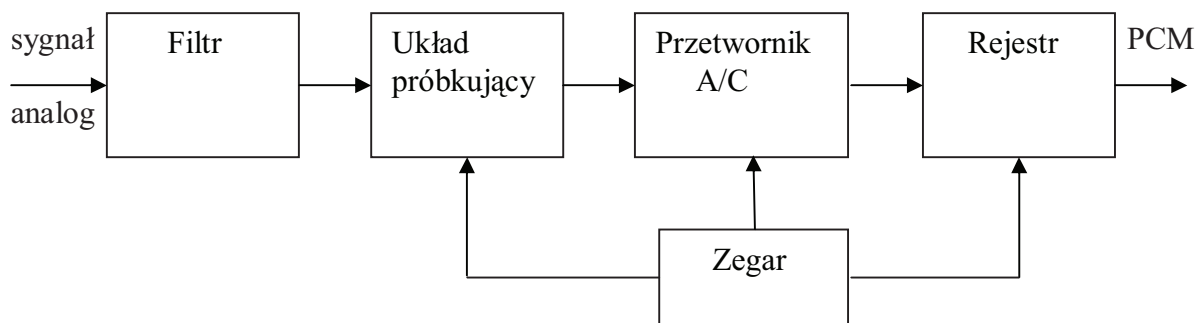 sygnał
analog
Filtr
Układ
próbkujący
Przetwornik
A/C
Rejestr
PCM
Zegar